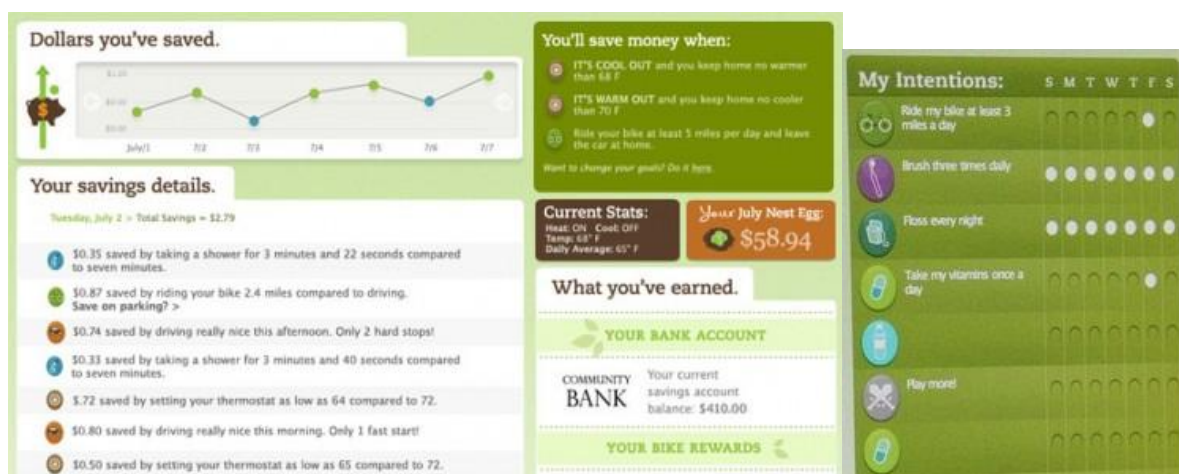 Dollars you've saved.
$1.00
$0.00
$0.00
July/1 7/2 7/3 7/4 7/5 7/6 7/7
Your savings details.
Tuesday, July 2 > Total Savings = $2.79
$0.35 saved by taking a shower for 3 minutes and 22 seconds compared
to seven minutes.
$0.87 saved by riding your bike 2.4 miles compared to driving.
Save on parking? >
$0.74 saved by driving really nice this afternoon. Only 2 hard stops!
$0.33 saved by taking a shower for 3 minutes and 40 seconds compared
to seven minutes.
$.72 saved by setting your thermostat as low as 64 compared to 72.
$0.80 saved by driving really nice this morning. Only 1 fast start!
$0.50 saved by setting your thermostat as low as 65 compared to 72.
You'll save money when:
IT'S COOL OUT and you keep home no warmer
than 68 F
IT'S WARM OUT and you keep home no cooler
than 70 F
Ride your bike at least 5 miles per day and leave
the car at home.
Want to change your goals? Do it here.
Current Stats:
Heat: ON Cool: OFF
Temp: 68° F
Daily Average: 65° F
Your July Nest Egg:
$58.94
What you've earned.
YOUR BANK ACCOUNT
COMMUNITY
BANK
Your current
savings account
balance: $410.00
YOUR BIKE REWARDS
My Intentions: S M T W T F S
Ride my bike at least 3
miles a day
Brush three times daily
Floss every night
Take my vitamins once a
day
Play more!